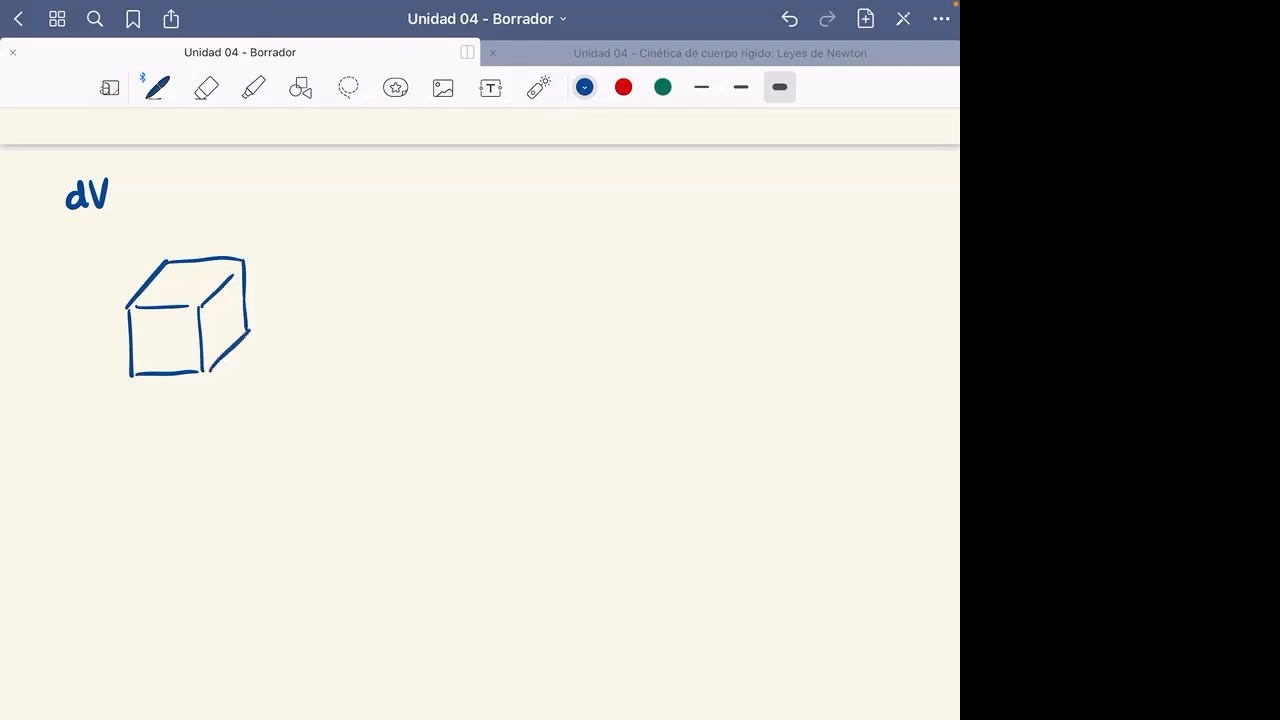 Unidad 04 - Borrador
Unidad 04 - Borrador
Unidad 04 - Cinética de cuerpo rígido: Leyes de Newton
T
dV